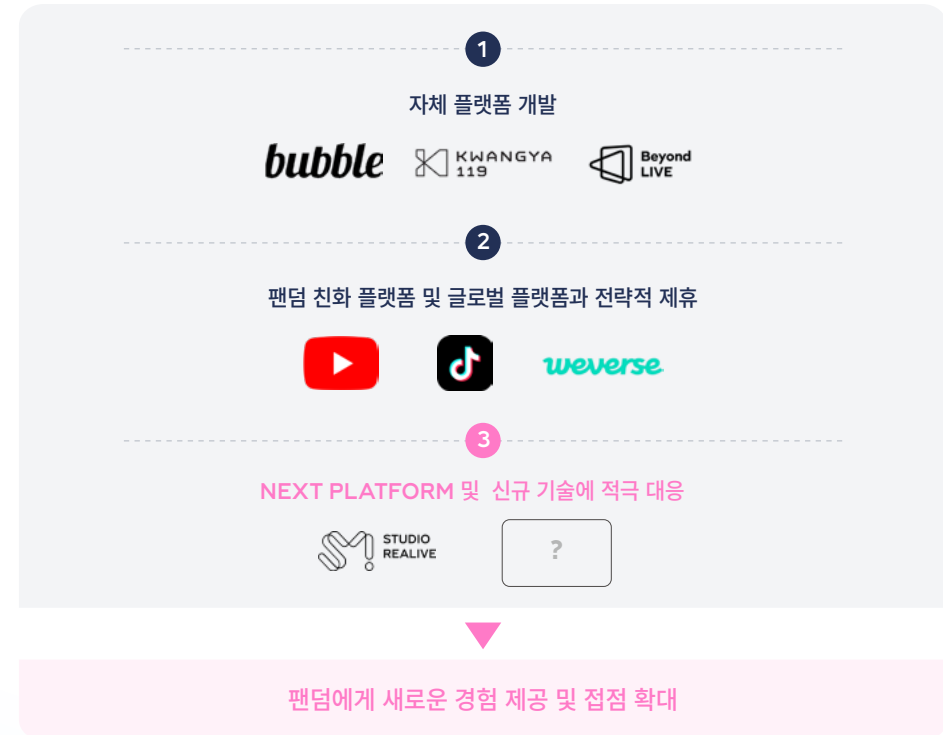 1
자체 플랫폼 개발
bubble
KWANGYA
119
Beyond
LIVE
2
팬덤 친화 플랫폼 및 글로벌 플랫폼과 전략적 제휴
weverse
3
NEXT PLATFORM 및 신규 기술에 적극 대응
STUDIO
REALIVE
?
팬덤에게 새로운 경험 제공 및 접점 확대